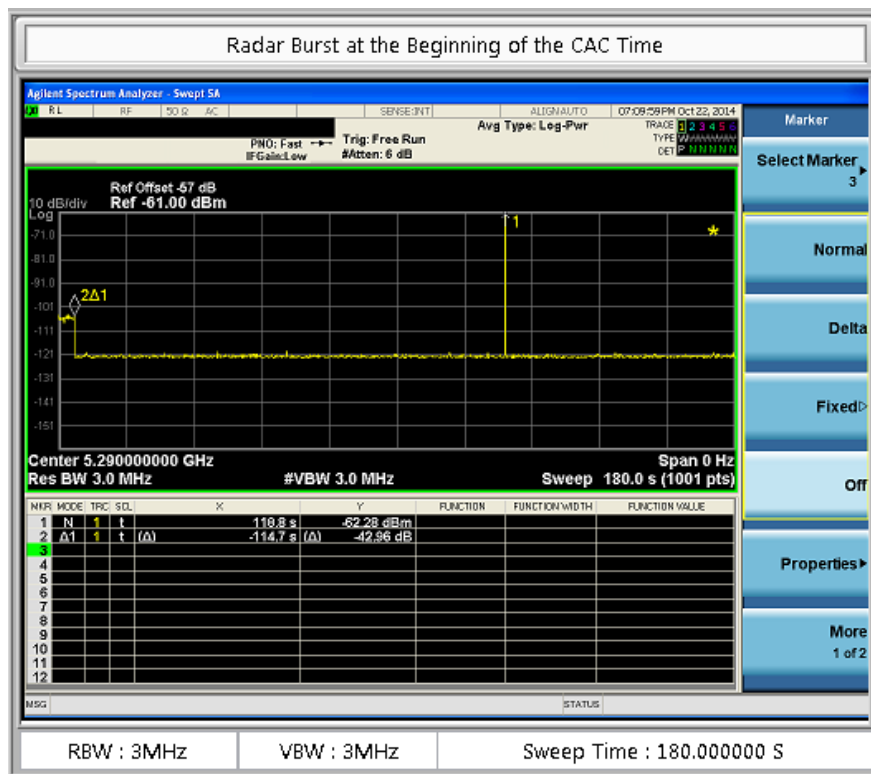 Radar Burst at the Beginning of the CAC Time
Agilent Spectrum Analyzer - Swept SA
RL RF 50 Ω AC SENSE:INT ALIGNAUTO 07:09:59 PM Oct 22, 2014
Avg Type: Log-Pwr
TRACE 1 2 3 4 5 6
PNO: Fast
Trig: Free Run
TYPE
IFGain:Low
#Atten: 6 dB
DET P N N N N N
Marker
Select Marker
3
Normal
Delta
Fixed
Off
Properties
More
1 of 2
Ref Offset -57 dB
10 dB/div Ref -61.00 dBm
Log
1
-71.0
-81.0
-91.0
2Δ1
-101
-111
-121
-131
-141
-151
Center 5.290000000 GHz Span 0 Hz
Res BW 3.0 MHz #VBW 3.0 MHz Sweep 180.0 s (1001 pts)
MKR MODE TRC SCL X Y FUNCTION FUNCTION WIDTH FUNCTION VALUE
1 N 1 t 118.8 s -62.28 dBm
2 Δ1 1 t (Δ) -114.7 s (Δ) -42.96 dB
3
4
5
6
7
8
9
10
11
12
MSG STATUS
RBW : 3MHz VBW : 3MHz Sweep Time : 180.000000 S